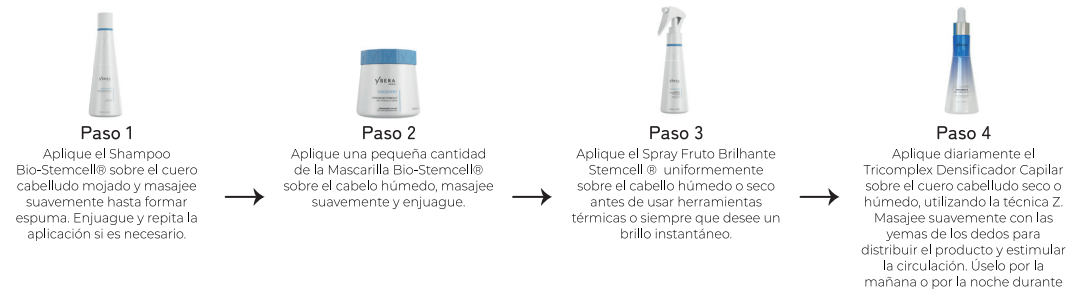 YBERA
Paso 1
Aplique el Shampoo
Bio-Stemcell® sobre el cuero
cabelludo mojado y masajee
suavemente hasta formar
espuma. Enjuague y repita la
aplicación si es necesario.
YBERA
Paso 2
Aplique una pequeña cantidad
de la Mascarilla Bio-Stemcell®
sobre el cabelo húmedo, masajee
suavemente y enjuague.
YBERA
Paso 3
Aplique el Spray Fruto Brilhante
Stemcell ® uniformemente
sobre el cabello húmedo o seco
antes de usar herramientas
térmicas o siempre que desee un
brillo instantáneo.
Paso 4
Aplique diariamente el
Tricomplex Densificador Capilar
sobre el cuero cabelludo seco o
húmedo, utilizando la técnica Z.
Masajee suavemente con las
yemas de los dedos para
distribuir el producto y estimular
la circulación. Úselo por la
mañana o por la noche durante